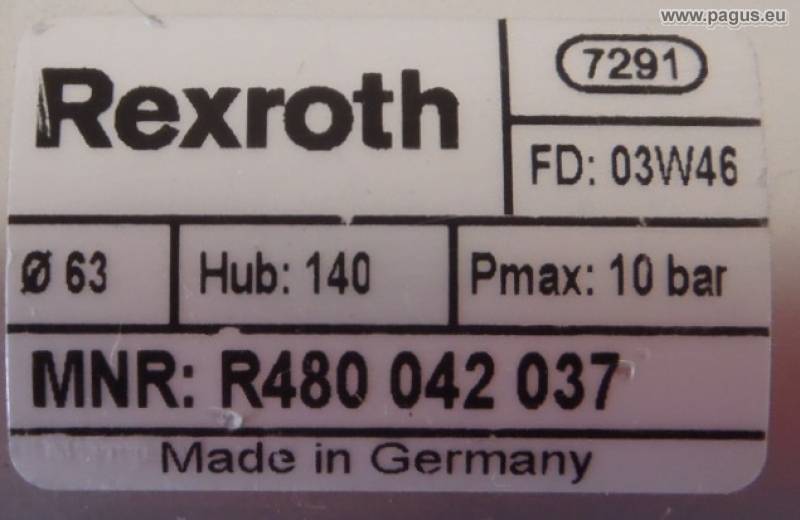 www.pagus.eu
Rexroth
7291
FD: 03W46
Ø 63 Hub: 140 Pmax: 10 bar
MNR: R480 042 037
Made in Germany